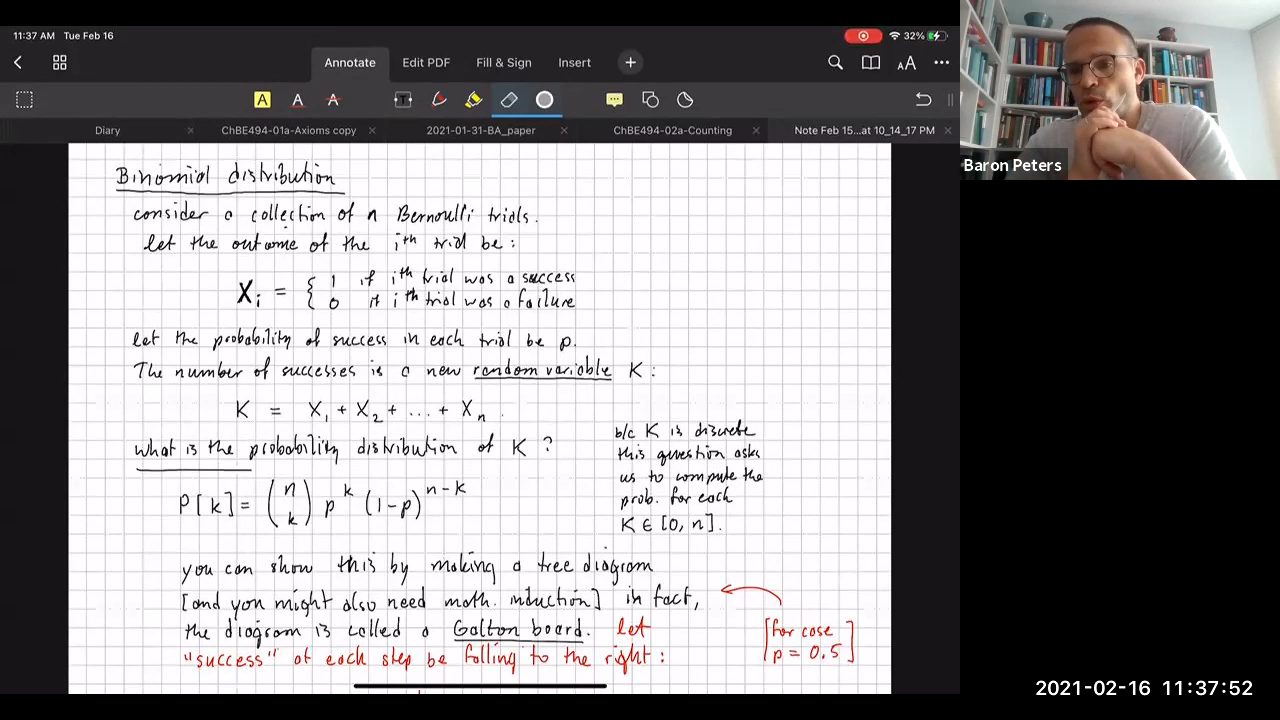 11:37 AM Tue Feb 16
32%
Annotate
Edit PDF
Fill & Sign
Insert
Diary
ChBE494-01a-Axioms copy
2021-01-31-BA_paper
ChBE494-02a-Counting
Note Feb 15...at 10_14_17 PM
Baron Peters
Binomial distribution
consider a collection of n Bernoulli trials.
let the outcome of the ith trial be:
Xi = { 1 if ith trial was a success
0 if ith trial was a failure
let the probability of success in each trial be p.
The number of successes is a new random variable K:
K = X1 + X2 + ... + Xn.
what is the probability distribution of K ?
b/c K is discrete
this question asks
us to compute the
prob. for each
K ∈ [0, n].
P[k] = (n k) p^k (1-p)^n-k
you can show this by making a tree diagram
[and you might also need math. induction] in fact,
the diagram is called a Galton board. let
"success" at each step be falling to the right:
[for case
p = 0.5]
2021-02-16 11:37:52